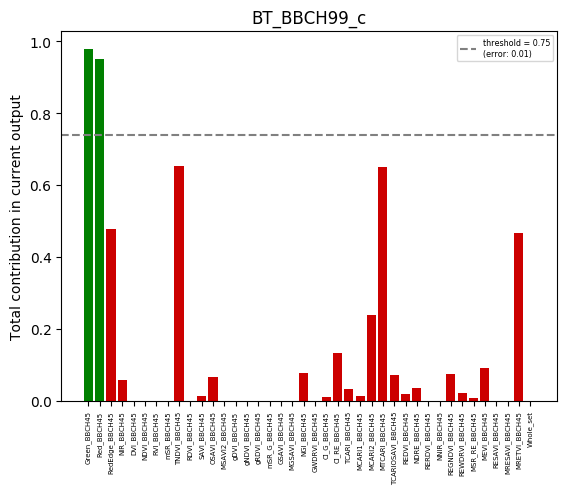 BT_BBCH99_c
threshold = 0.75
(error: 0.01)
Total contribution in current output
1.0
0.8
0.6
0.4
0.2
0.0
Green_BBCH45
Red_BBCH45
RedEdge_BBCH45
NIR_BBCH45
DVI_BBCH45
NDVI_BBCH45
RVI_BBCH45
mSR_BBCH45
TNDVI_BBCH45
RDVI_BBCH45
SAVI_BBCH45
OSAVI_BBCH45
MSAVI2_BBCH45
gDVI_BBCH45
gNDVI_BBCH45
gRDVI_BBCH45
mSR_G_BBCH45
GSAVI_BBCH45
MGSAVI_BBCH45
NGI_BBCH45
GWDRVI_BBCH45
CI_G_BBCH45
CI_RE_BBCH45
TCARI_BBCH45
MCARI1_BBCH45
MCARI2_BBCH45
MTCARI_BBCH45
TCARIOSAVI_BBCH45
REDVI_BBCH45
NDRE_BBCH45
RERDVI_BBCH45
NNIR_BBCH45
REGNDVI_BBCH45
REWDRVI_BBCH45
MSR_RE_BBCH45
MEVI_BBCH45
RESAVI_BBCH45
MRESAVI_BBCH45
MRETVI_BBCH45
Whole_set